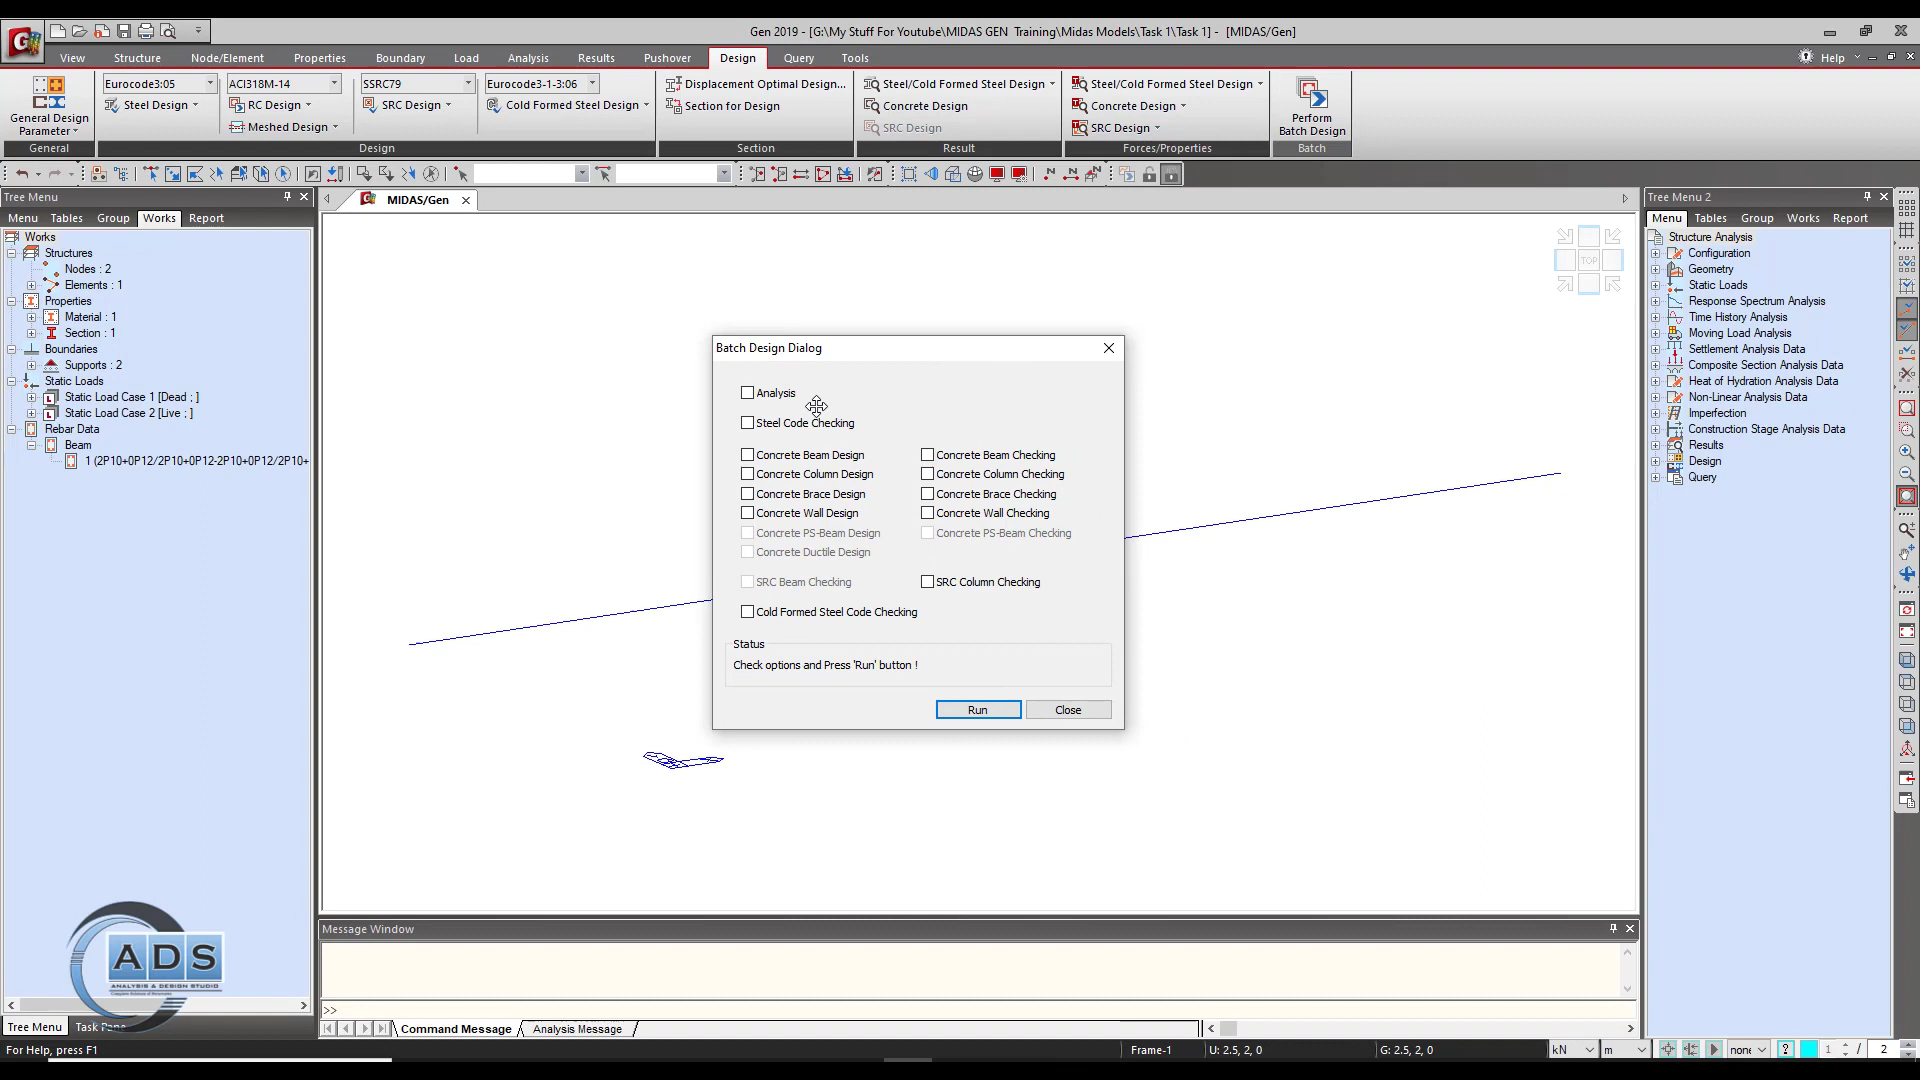 Gen 2019 - [G:\My Stuff For Youtube\MIDAS GEN  Training\Midas Models\Task 1\Task 1] -  [MIDAS/Gen]
View Structure Node/Element Properties Boundary Load Analysis Results Pushover Design Query Tools Help
Eurocode3:05 ACI318M-14 SSRC79 Eurocode3-1-3:06 Displacement Optimal Design... Steel/Cold Formed Steel Design Steel/Cold Formed Steel Design
Steel Design RC Design SRC Design Cold Formed Steel Design Section for Design Concrete Design Concrete Design
General Design Parameter Meshed Design SRC Design SRC Design Perform Batch Design
General Design Section Result Forces/Properties Batch
Tree Menu
Menu Tables Group Works Report
Works
Structures
Nodes : 2
Elements : 1
Properties
Material : 1
Section : 1
Boundaries
Supports : 2
Static Loads
Static Load Case 1 [Dead ; ]
Static Load Case 2 [Live ; ]
Rebar Data
Beam
1 (2P10+0P12/2P10+0P12-2P10+0P12/2P10+
ADS
ANALYSIS & DESIGN STUDIO
Tree Menu Task Pane
MIDAS/Gen
TOP
Batch Design Dialog
Analysis
Steel Code Checking
Concrete Beam Design Concrete Beam Checking
Concrete Column Design Concrete Column Checking
Concrete Brace Design Concrete Brace Checking
Concrete Wall Design Concrete Wall Checking
Concrete PS-Beam Design Concrete PS-Beam Checking
Concrete Ductile Design
SRC Beam Checking SRC Column Checking
Cold Formed Steel Code Checking
Status
Check options and Press 'Run' button !
Run Close
Message Window
>>
Command Message Analysis Message
Tree Menu 2
Menu Tables Group Works Report
Structure Analysis
Configuration
Geometry
Static Loads
Response Spectrum Analysis
Time History Analysis
Moving Load Analysis
Settlement Analysis Data
Composite Section Analysis Data
Heat of Hydration Analysis Data
Non-Linear Analysis Data
Imperfection
Construction Stage Analysis Data
Results
Design
Query
For Help, press F1 Frame-1 U: 2.5, 2, 0 G: 2.5, 2, 0 kN m none 1 / 2